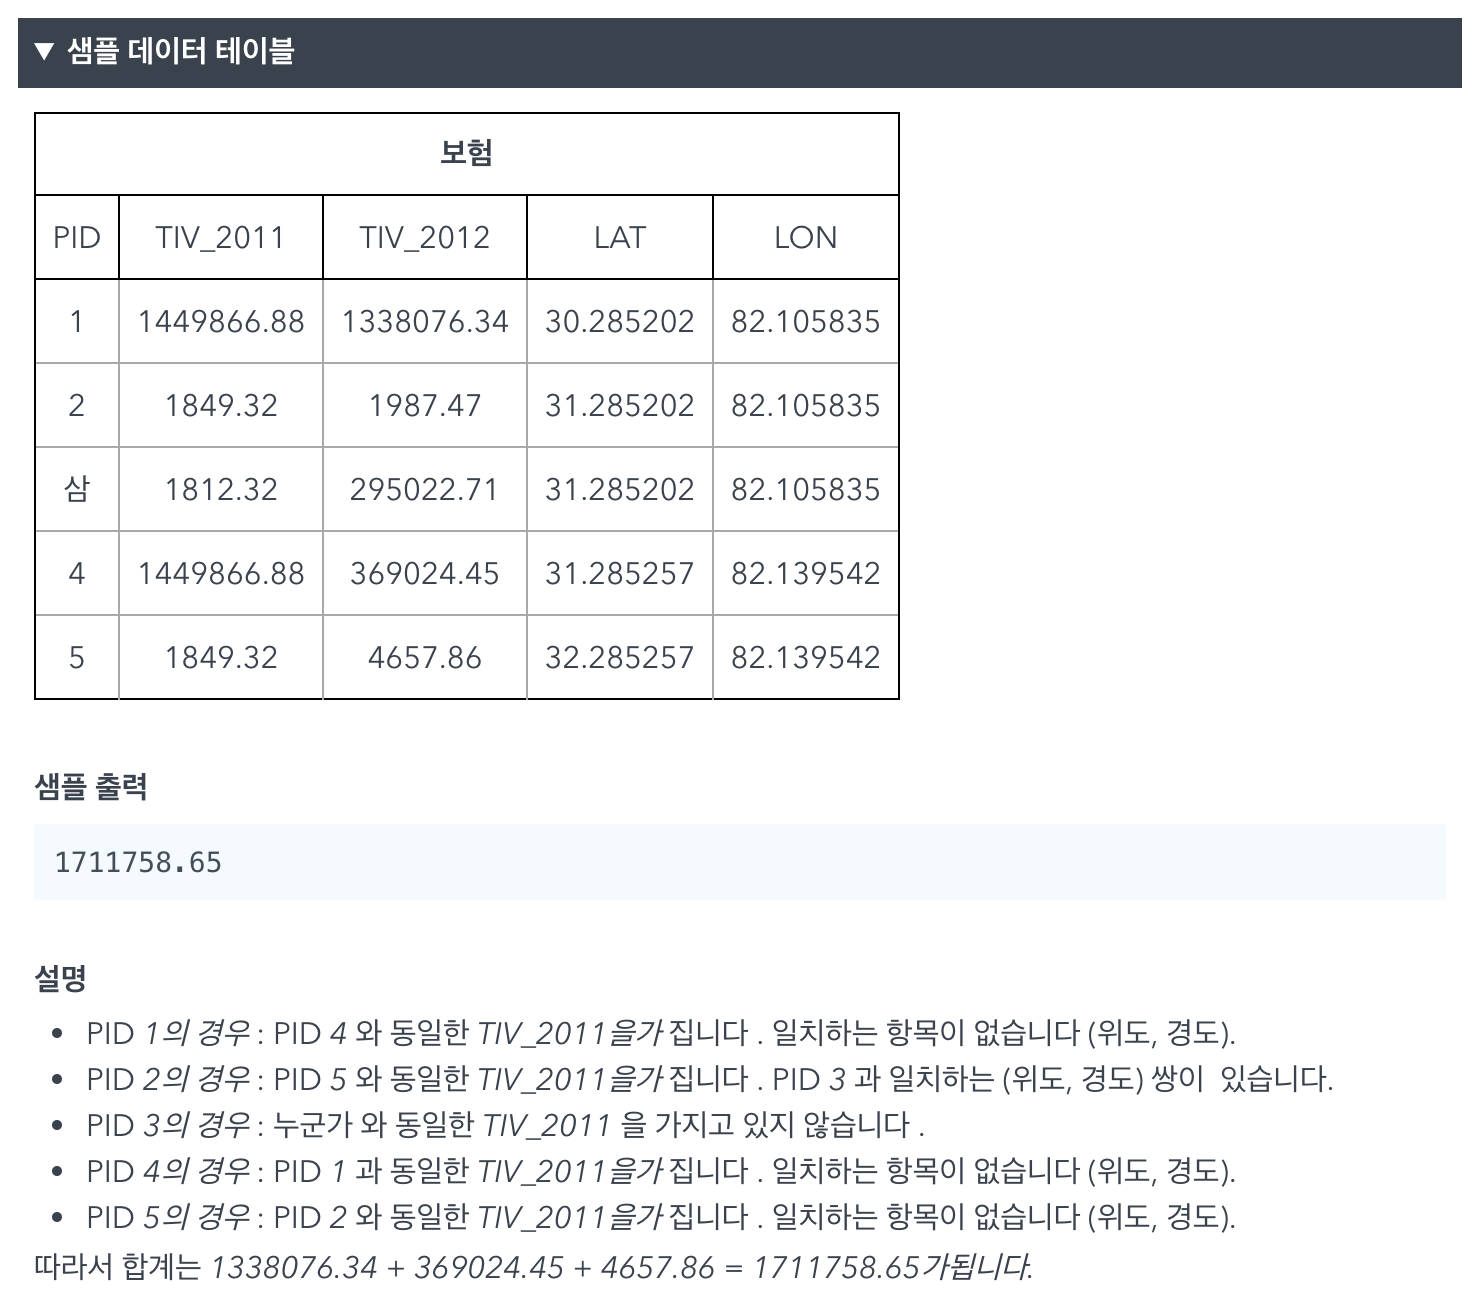 ▼ 샘플 데이터 테이블
보험
PID TIV_2011 TIV_2012 LAT LON
1 1449866.88 1338076.34 30.285202 82.105835
2 1849.32 1987.47 31.285202 82.105835
삼 1812.32 295022.71 31.285202 82.105835
4 1449866.88 369024.45 31.285257 82.139542
5 1849.32 4657.86 32.285257 82.139542
샘플 출력
1711758.65
설명
• PID 1의 경우 : PID 4 와 동일한 TIV_2011을가 집니다 . 일치하는 항목이 없습니다 (위도, 경도).
• PID 2의 경우 : PID 5 와 동일한 TIV_2011을가 집니다 . PID 3 과 일치하는 (위도, 경도) 쌍이 있습니다.
• PID 3의 경우 : 누군가 와 동일한 TIV_2011 을 가지고 있지 않습니다 .
• PID 4의 경우 : PID 1 과 동일한 TIV_2011을가 집니다 . 일치하는 항목이 없습니다 (위도, 경도).
• PID 5의 경우 : PID 2 와 동일한 TIV_2011을가 집니다 . 일치하는 항목이 없습니다 (위도, 경도).
따라서 합계는 1338076.34 + 369024.45 + 4657.86 = 1711758.65가됩니다.